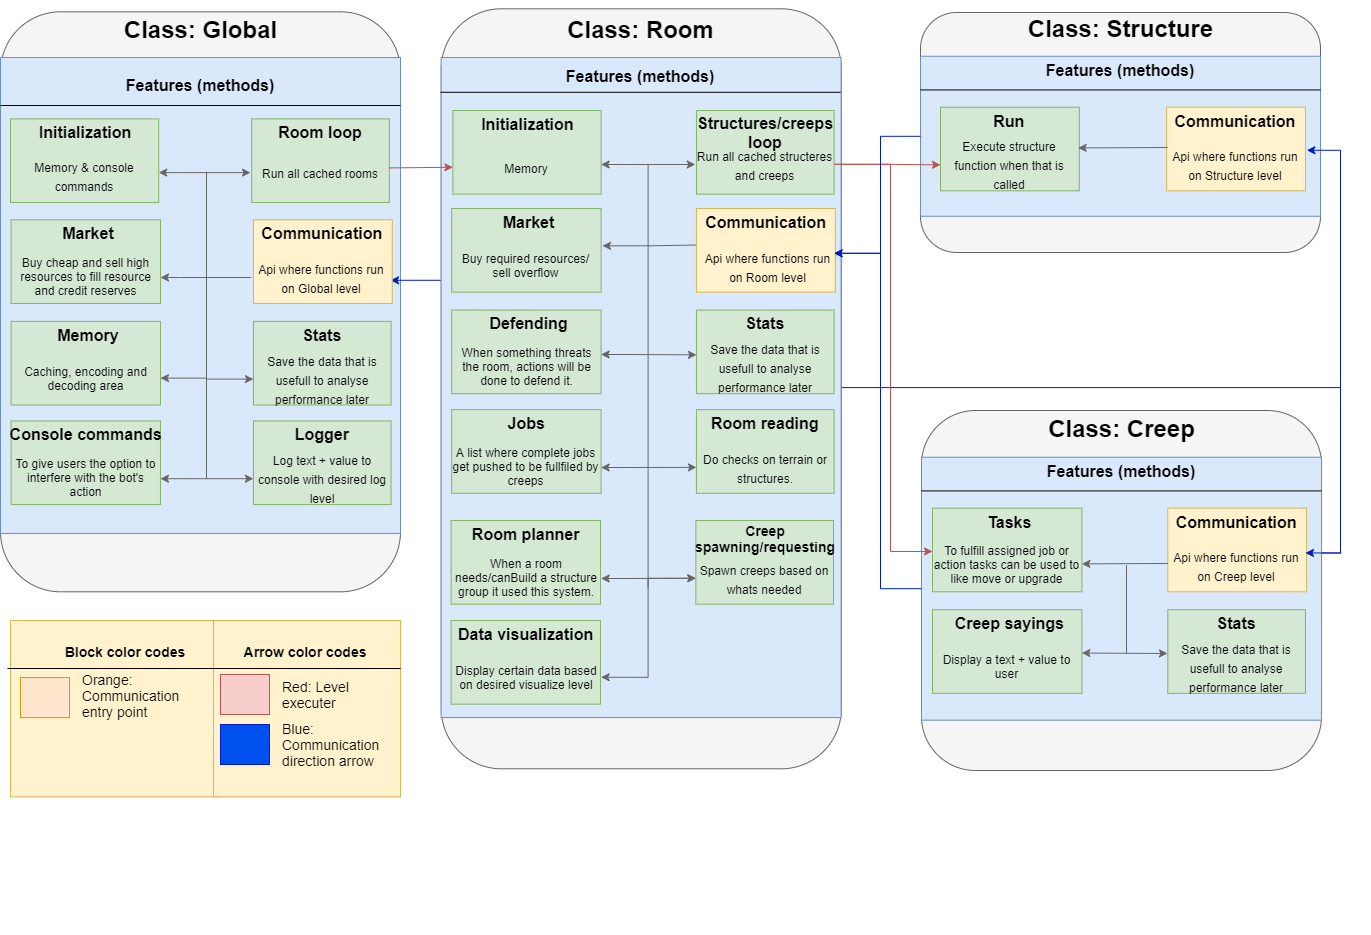 Class: Global
Features (methods)
Initialization
Memory & console
commands
Room loop
Run all cached rooms
Market
Buy cheap and sell high
resources to fill resource
and credit reserves
Communication
Api where functions run
on Global level
Memory
Caching, encoding and
decoding area
Stats
Save the data that is
usefull to analyse
performance later
Console commands
To give users the option to
interfere with the bot's
action
Logger
Log text + value to
console with desired log
level
Block color codes
Arrow color codes
Orange:
Communication
entry point
Red: Level
executer
Blue:
Communication
direction arrow
Class: Room
Features (methods)
Initialization
Memory
Structures/creeps
loop
Run all cached structeres
and creeps
Market
Buy required resources/
sell overflow
Communication
Api where functions run
on Room level
Defending
When something threats
the room, actions will be
done to defend it.
Stats
Save the data that is
usefull to analyse
performance later
Jobs
A list where complete jobs
get pushed to be fullfiled by
creeps
Room reading
Do checks on terrain or
structures.
Room planner
When a room
needs/canBuild a structure
group it used this system.
Creep
spawning/requesting
Spawn creeps based on
whats needed
Data visualization
Display certain data based
on desired visualize level
Class: Structure
Features (methods)
Run
Execute structure
function when that is
called
Communication
Api where functions run
on Structure level
Class: Creep
Features (methods)
Tasks
To fulfill assigned job or
action tasks can be used to
like move or upgrade
Communication
Api where functions run
on Creep level
Creep sayings
Display a text + value to
user
Stats
Save the data that is
usefull to analyse
performance later